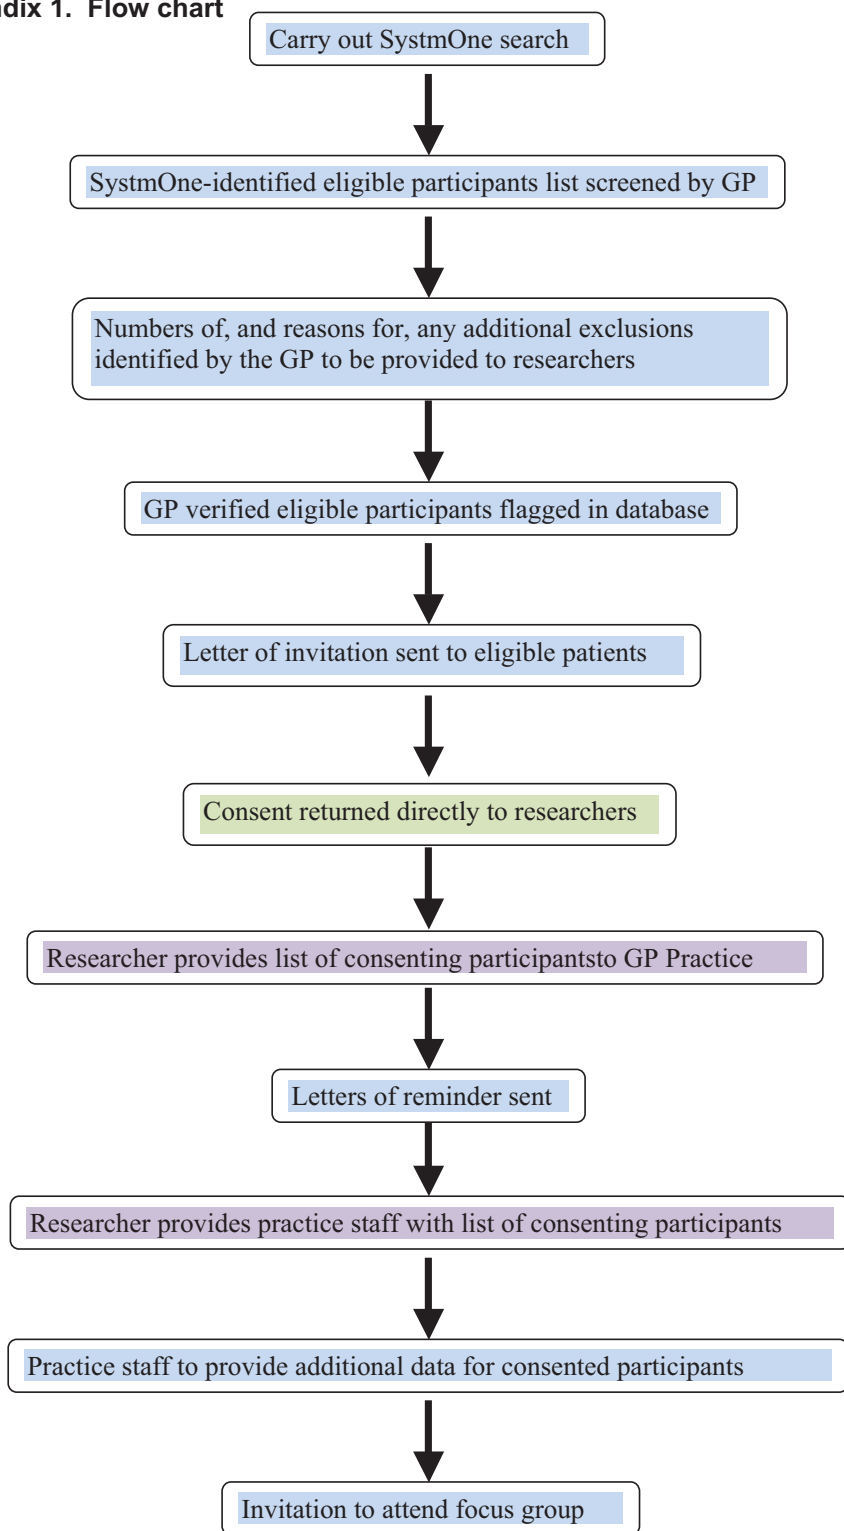 ndix 1. Flow chart
Carry out SystmOne search
SystmOne-identified eligible participants list screened by GP
Numbers of, and reasons for, any additional exclusions
identified by the GP to be provided to researchers
GP verified eligible participants flagged in database
Letter of invitation sent to eligible patients
Consent returned directly to researchers
Researcher provides list of consenting participantsto GP Practice
Letters of reminder sent
Researcher provides practice staff with list of consenting participants
Practice staff to provide additional data for consented participants
Invitation to attend focus group